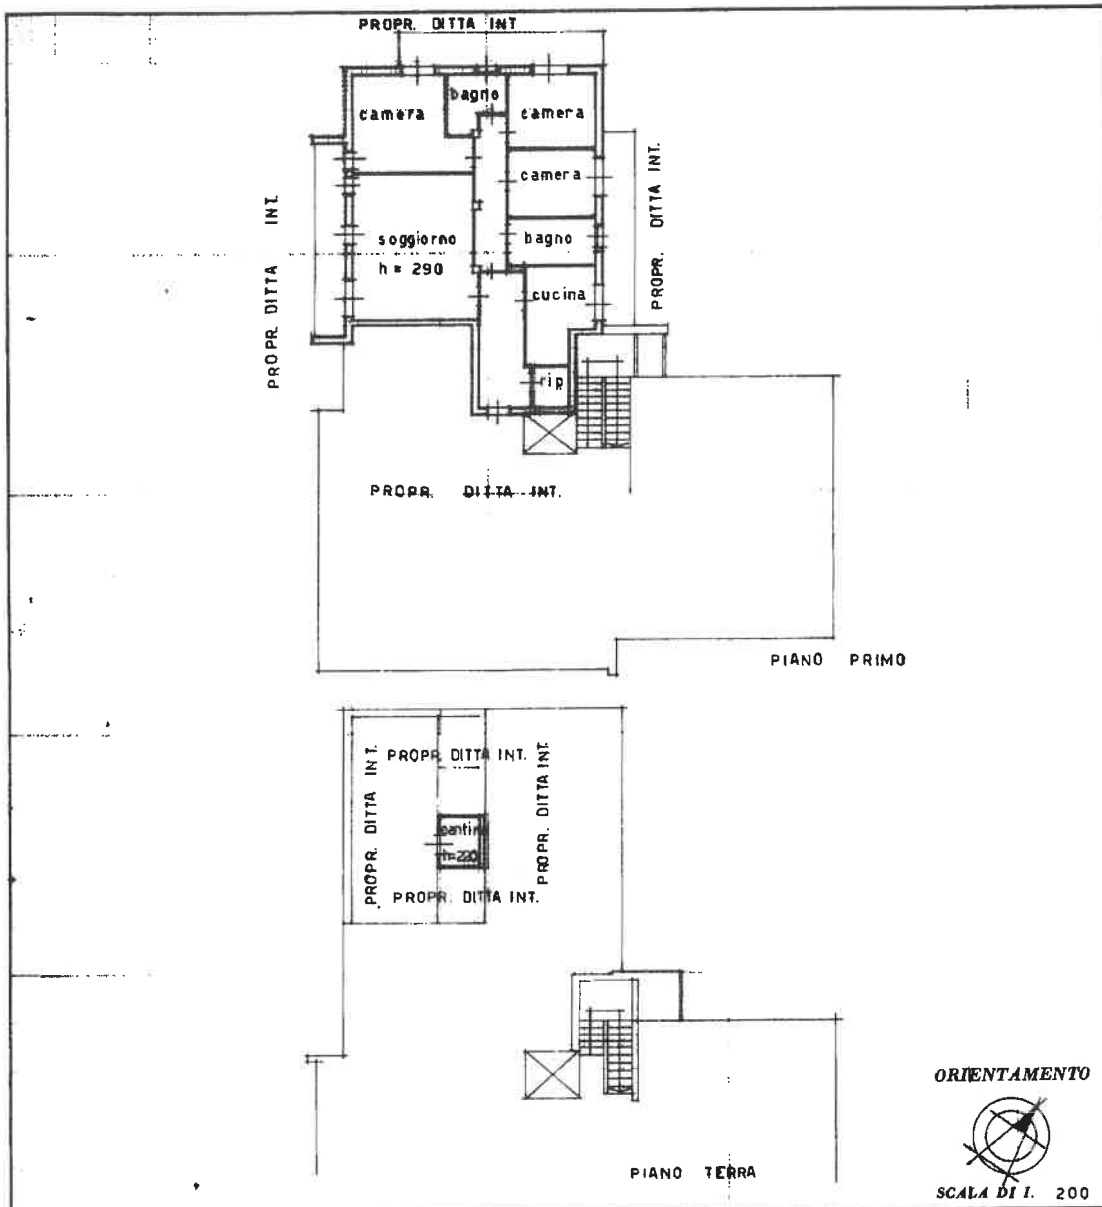 PROPR. DITTA INT
camera
bagno
camera
camera
PROPR. DITTA INT.
PROPR. DITTA INT.
soggiorno
h = 290
bagno
cucina
rip
PROPR. DITTA INT.
PIANO PRIMO
PROPR. DITTA INT.
PROPR. DITTA INT.
PROPR. DITTA INT.
cantin
h=220
PROPR. DITTA INT.
ORIENTAMENTO
PIANO TERRA
SCALA DI 1. 200